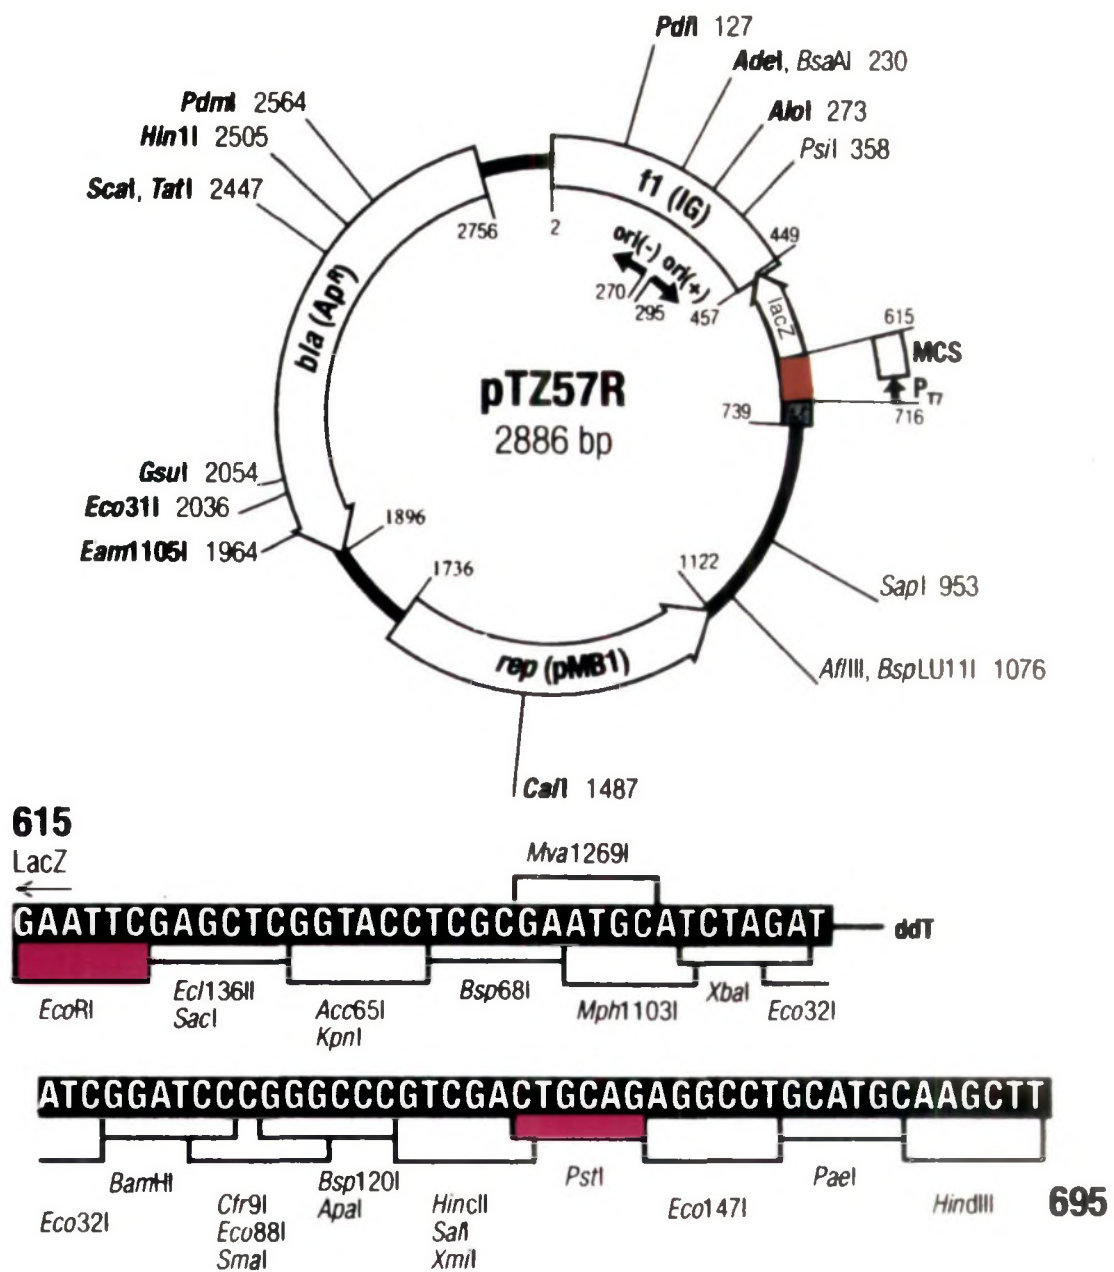 PdiI 127
AdeI, BsaAI 230
AloI 273
PsiI 358
PdmI 2564
Hin1I 2505
ScaI, TatI 2447
f1 (IG)
2756
2
449
ori(-) ori(+)
270
295
457
lacZ
615
MCS
PT7
716
739
bla (ApR)
pTZ57R
2886 bp
GsuI 2054
Eco31I 2036
Eam1105I 1964
1896
1736
1122
SapI 953
AflIII, BspLU11I 1076
rep (pMB1)
CaiI 1487
615
LacZ
Mva1269I
GAATTCGAGCTCGGTACCTCGCGAATGCATCTAGAT
ddT
EcoRI
Ecl136II
SacI
Acc65I
KpnI
Bsp68I
Mph1103I
XbaI
Eco32I
ATCGGATCCCGGGCCCGTCGACTGCAGAGGCCTGCATGCAAGCTT
Eco32I
BamHI
Cfr9I
Eco88I
SmaI
Bsp120I
ApaI
HincII
SalI
XmiI
PstI
Eco147I
PaeI
HindIII
695